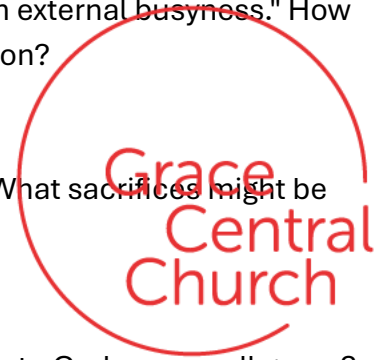 n external busyness." How
on?
What sacrifices might be
Grace
Central
Church